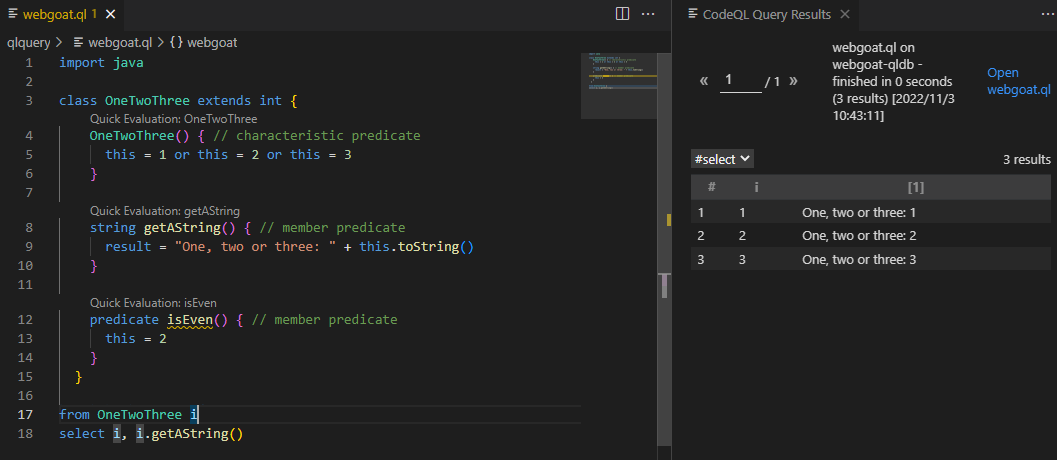 webgoat.ql 1
qlquery > webgoat.ql > {} webgoat
1 import java
2
3 class OneTwoThree extends int {
Quick Evaluation: OneTwoThree
4 OneTwoThree() { // characteristic predicate
5 this = 1 or this = 2 or this = 3
6 }
7
Quick Evaluation: getAString
8 string getAString() { // member predicate
9 result = "One, two or three: " + this.toString()
10 }
11
Quick Evaluation: isEven
12 predicate isEven() { // member predicate
13 this = 2
14 }
15 }
16
17 from OneTwoThree i
18 select i, i.getAString()
CodeQL Query Results
« 1 / 1 »
webgoat.ql on
webgoat-qldb -
finished in 0 seconds
(3 results) [2022/11/3
10:43:11]
Open
webgoat.ql
#select
3 results
# i [1]
1 1 One, two or three: 1
2 2 One, two or three: 2
3 3 One, two or three: 3